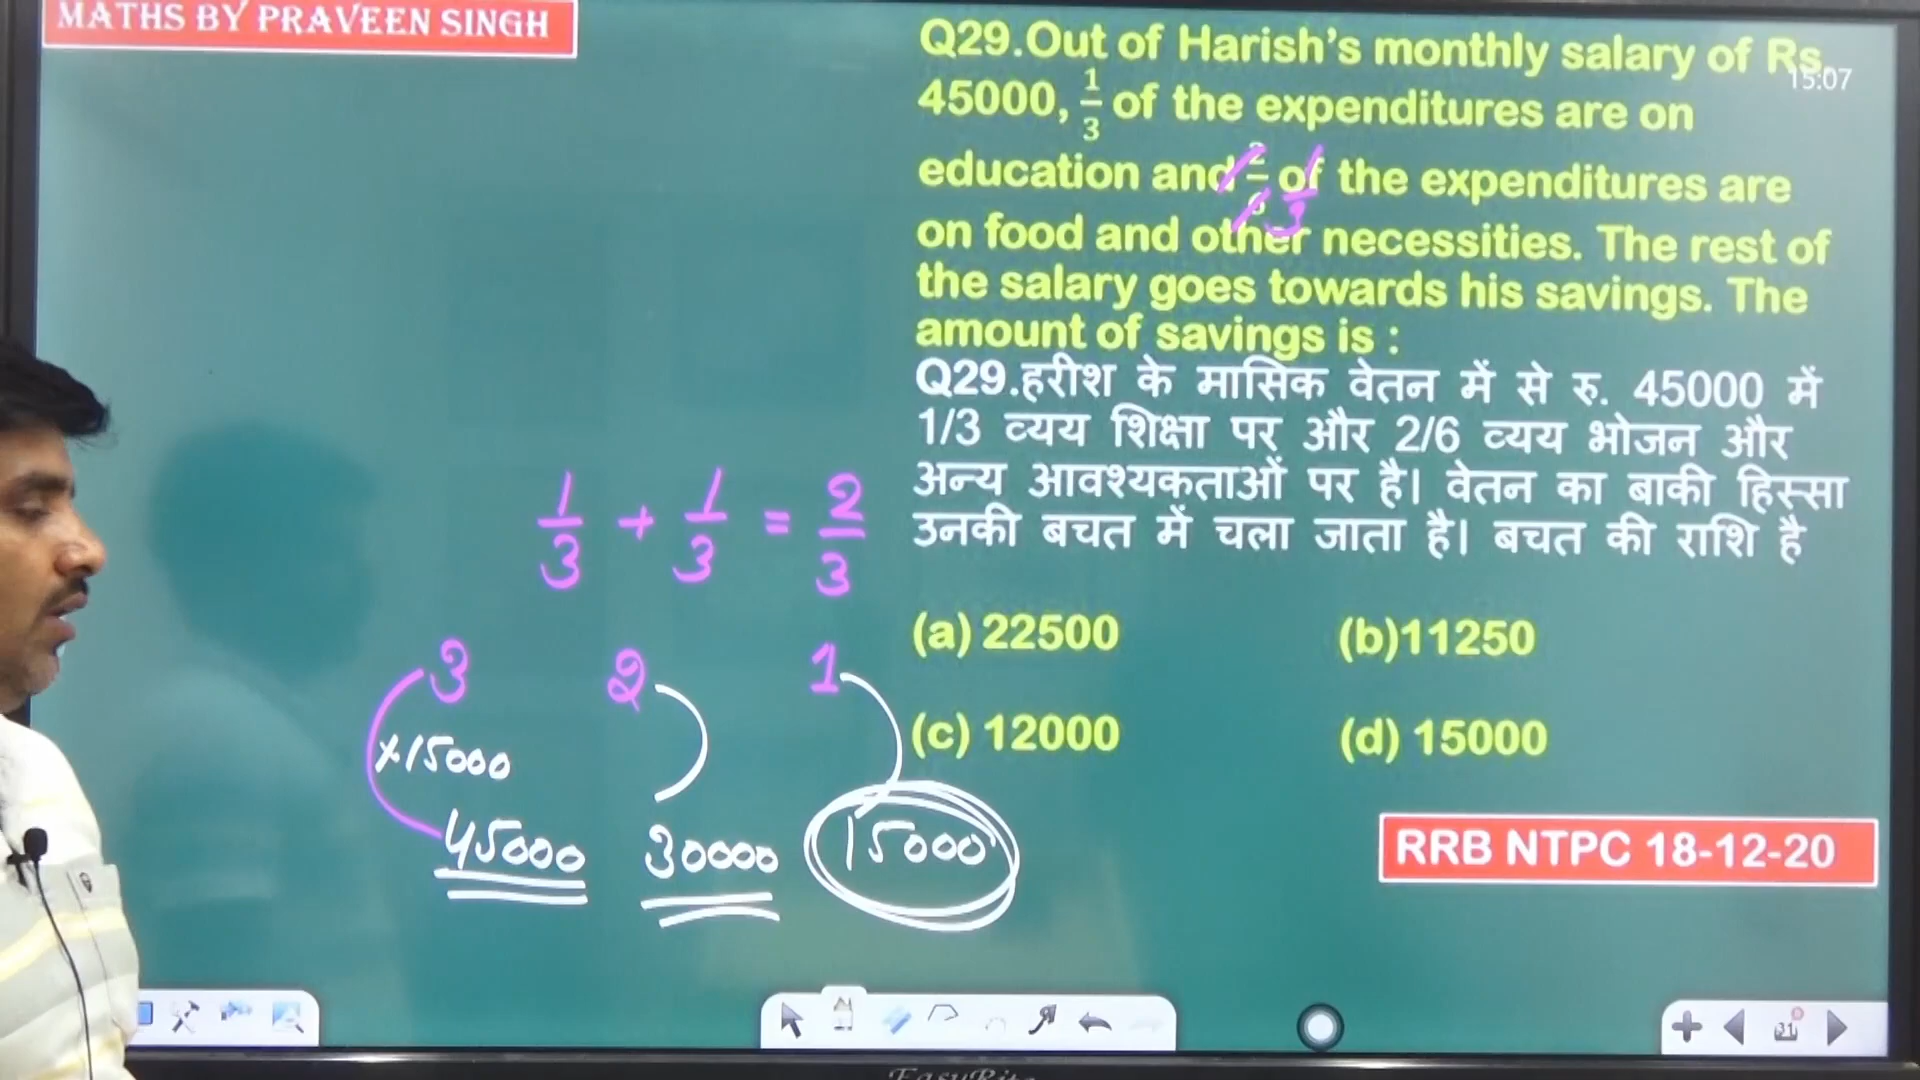 MATHS BY PRAVEEN SINGH
Q29.Out of Harish's monthly salary of Rs.
15:07
45000, 1/3 of the expenditures are on
education and 2/6 of the expenditures are
1/3
on food and other necessities. The rest of
the salary goes towards his savings. The
amount of savings is :
Q29.हरीश के मासिक वेतन में से रु. 45000 में
1/3 व्यय शिक्षा पर और 2/6 व्यय भोजन और
अन्य आवश्यकताओं पर है। वेतन का बाकी हिस्सा
उनकी बचत में चला जाता है। बचत की राशि है
(a) 22500
(b)11250
(c) 12000
(d) 15000
RRB NTPC 18-12-20
1/3 + 1/3 = 2/3
3 2 1
×15000
45000 30000 15000
31
EasyRite